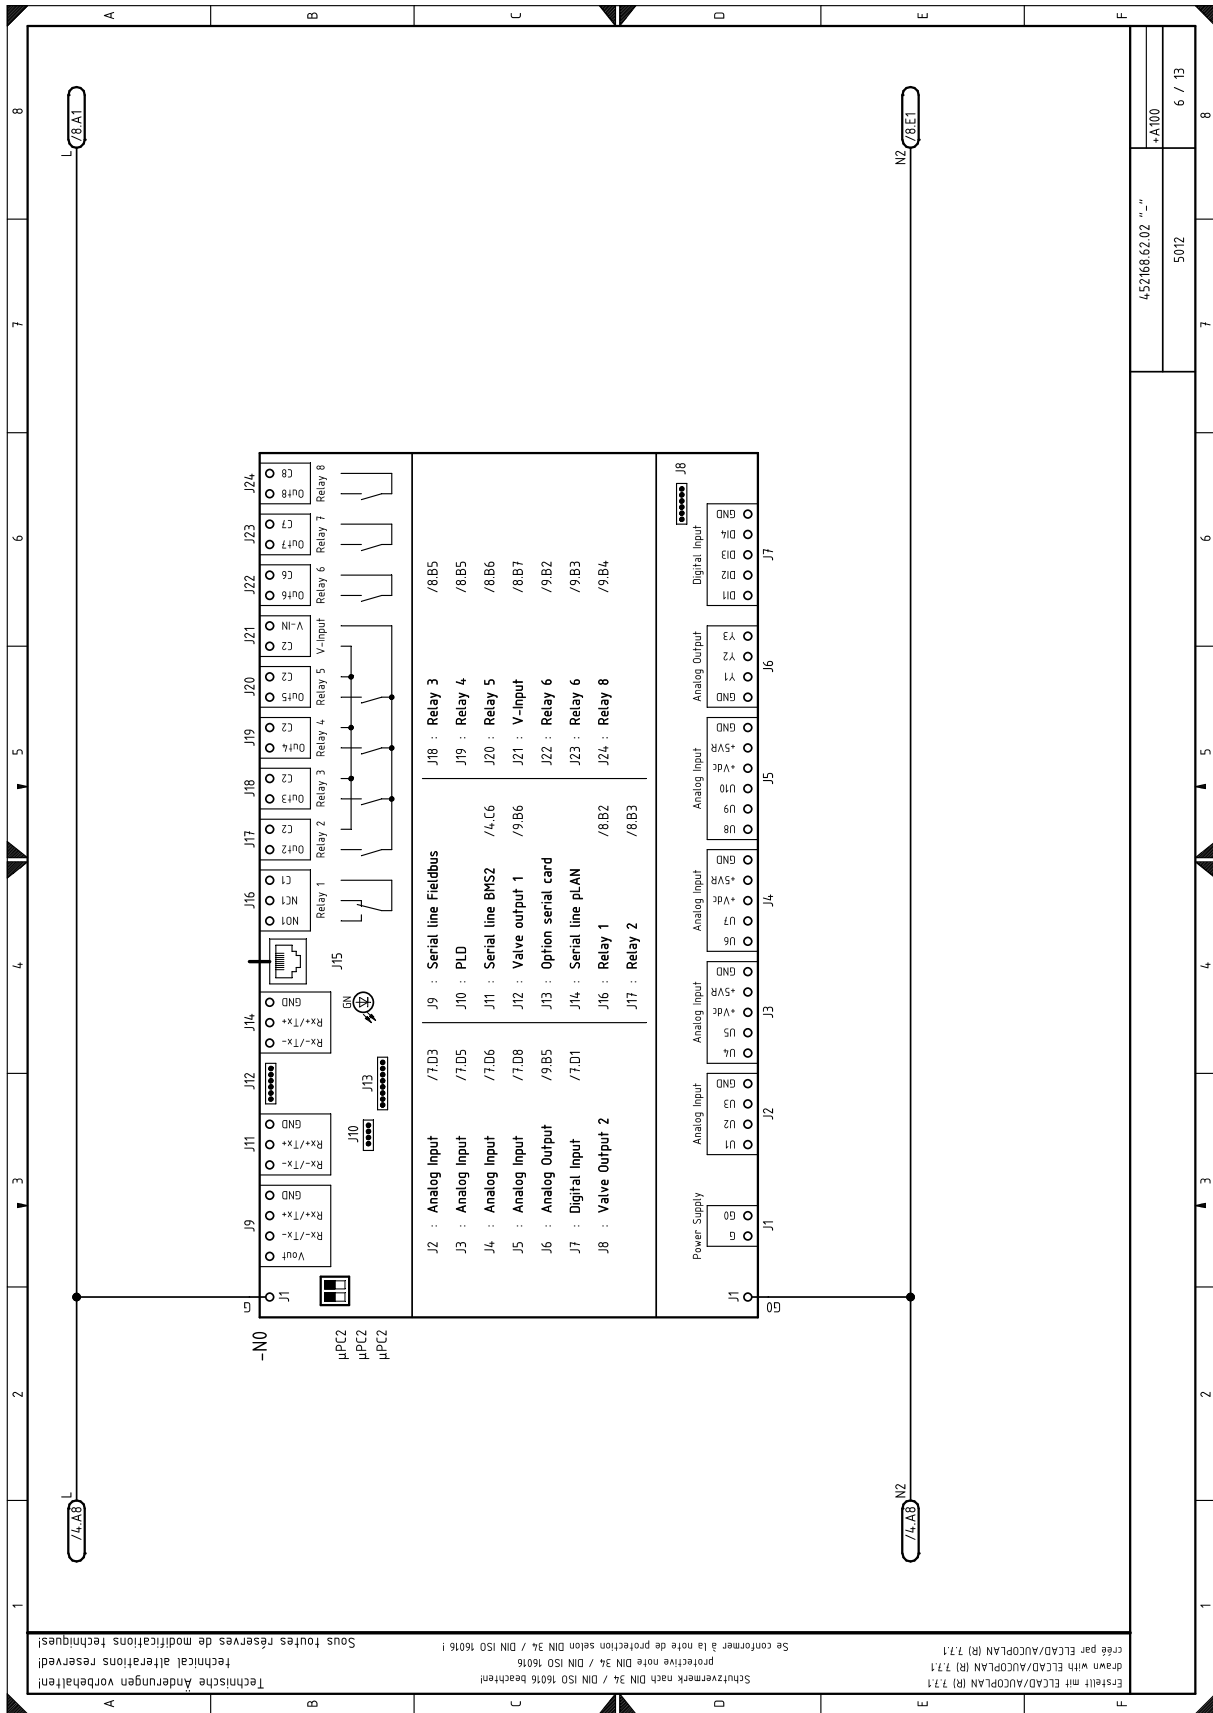 1 2 3 4 5 6 7 8
A
B
C
D
E
F
/4.A8 L
L /8.A1
-N0
µPC2
µPC2
µPC2
G
J1
J9
Vout
Rx-/Tx-
Rx+/Tx+
GND
J11
Rx-/Tx-
Rx+/Tx+
GND
J10
J12
J13
J14
Rx-/Tx-
Rx+/Tx+
GND
GN
J15
J16
NO1
NC1
C1
Relay 1
J17
Out2
C2
Relay 2
J18
Out3
C2
Relay 3
J19
Out4
C2
Relay 4
J20
Out5
C2
Relay 5
J21
C2
V-IN
V-Input
J22
Out6
C6
Relay 6
J23
Out7
C7
Relay 7
J24
Out8
C8
Relay 8
J2 : Analog Input /7.D3
J3 : Analog Input /7.D5
J4 : Analog Input /7.D6
J5 : Analog Input /7.D8
J6 : Analog Output /9.B5
J7 : Digital Input /7.D1
J8 : Valve Output 2
J9 : Serial line Fieldbus
J10 : PLD
J11 : Serial line BMS2 /4.C6
J12 : Valve output 1 /9.B6
J13 : Option serial card
J14 : Serial line pLAN
J16 : Relay 1 /8.B2
J17 : Relay 2 /8.B3
J18 : Relay 3 /8.B5
J19 : Relay 4 /8.B5
J20 : Relay 5 /8.B6
J21 : V-Input /8.B7
J22 : Relay 6 /9.B2
J23 : Relay 6 /9.B3
J24 : Relay 8 /9.B4
J8
J1
G0
Power Supply
G
G0
J1
Analog Input
U1
U2
U3
GND
J2
Analog Input
U4
U5
+Vdc
+5VR
GND
J3
Analog Input
U6
U7
+Vdc
+5VR
GND
J4
Analog Input
U8
U9
U10
+Vdc
+5VR
GND
J5
Analog Output
GND
Y1
Y2
Y3
J6
Digital Input
DI1
DI2
DI3
DI4
GND
J7
/4.A8 N2
N2 /8.E1
Technische Änderungen vorbehalten!
technical alterations reserved!
Sous toutes réserves de modifications techniques!
Schutzvermerk nach DIN 34 / DIN ISO 16016 beachten!
protective note DIN 34 / DIN ISO 16016
Se conformer à la note de protection selon DIN 34 / DIN ISO 16016 !
Erstellt mit ELCAD/AUCOPLAN (R) 7.7.1
drawn with ELCAD/AUCOPLAN (R) 7.7.1
créé par ELCAD/AUCOPLAN (R) 7.7.1
452168.62.02 "_"
+A100
5012
6 / 13
A
B
C
D
E
F
1 2 3 4 5 6 7 8